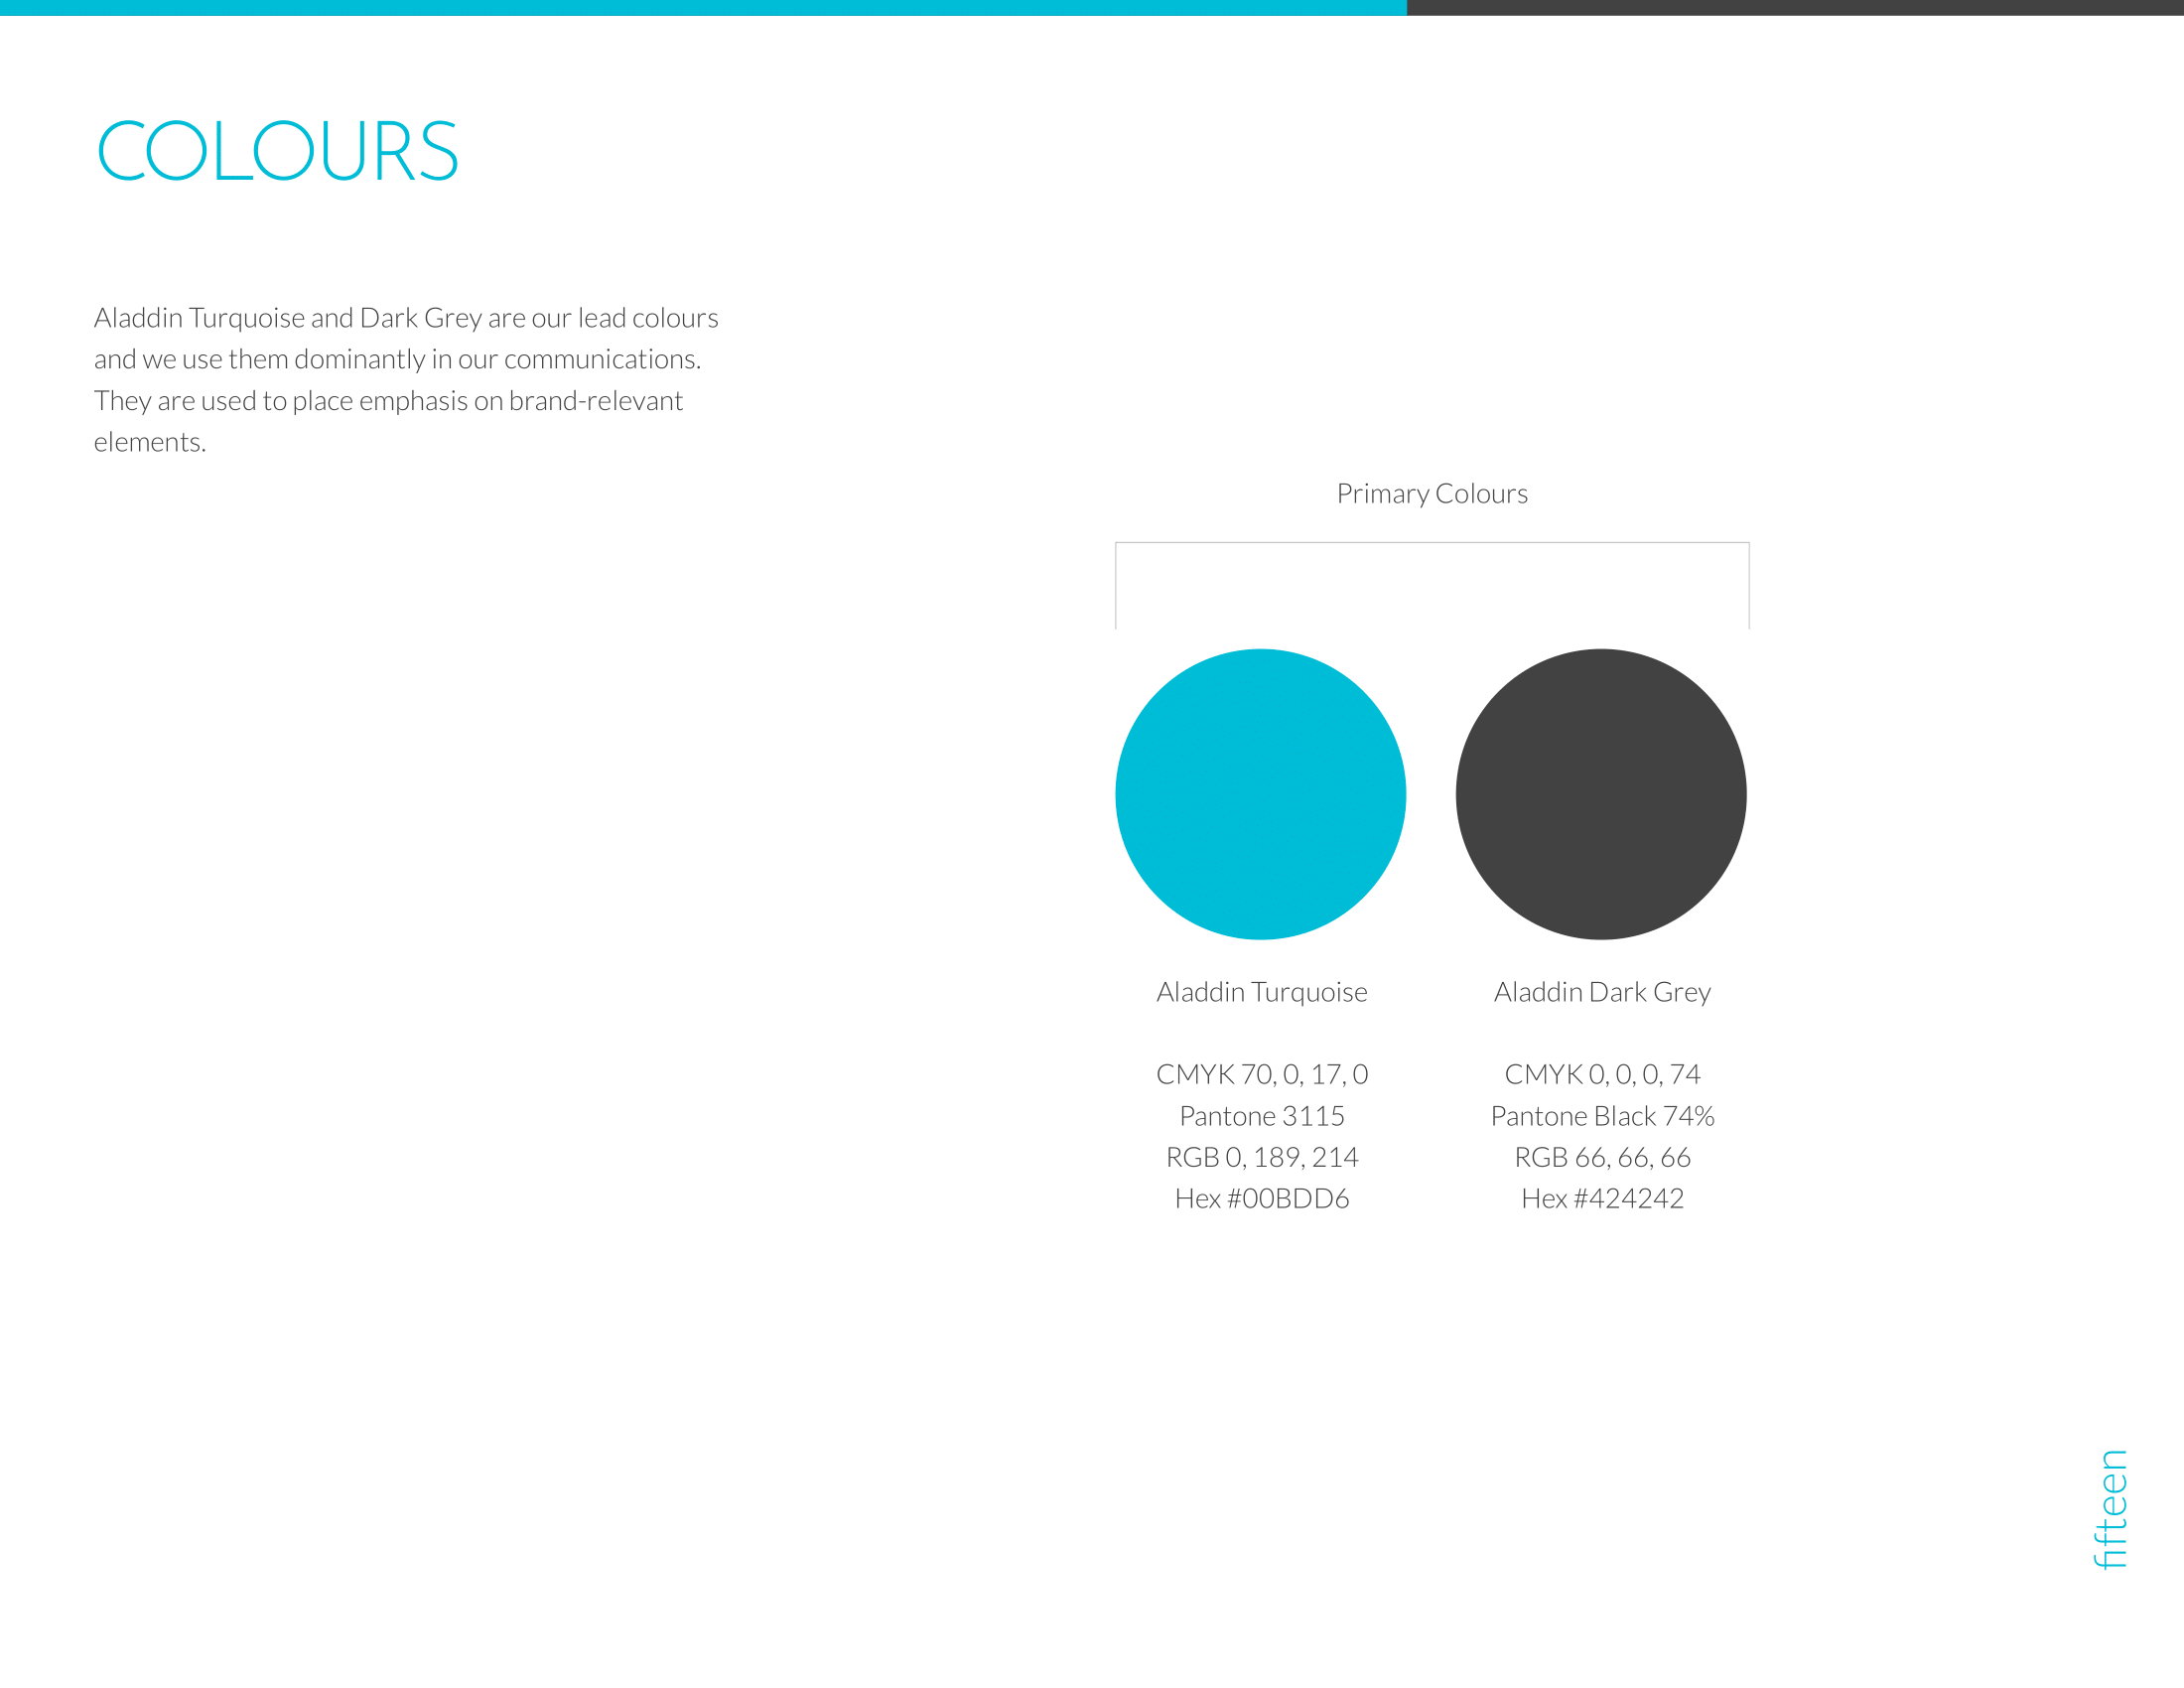 COLOURS
Aladdin Turquoise and Dark Grey are our lead colours
and we use them dominantly in our communications.
They are used to place emphasis on brand-relevant
elements.
Primary Colours
Aladdin Turquoise
CMYK 70, 0, 17, 0
Pantone 3115
RGB 0, 189, 214
Hex #00BDD6
Aladdin Dark Grey
CMYK 0, 0, 0, 74
Pantone Black 74%
RGB 66, 66, 66
Hex #424242
fifteen